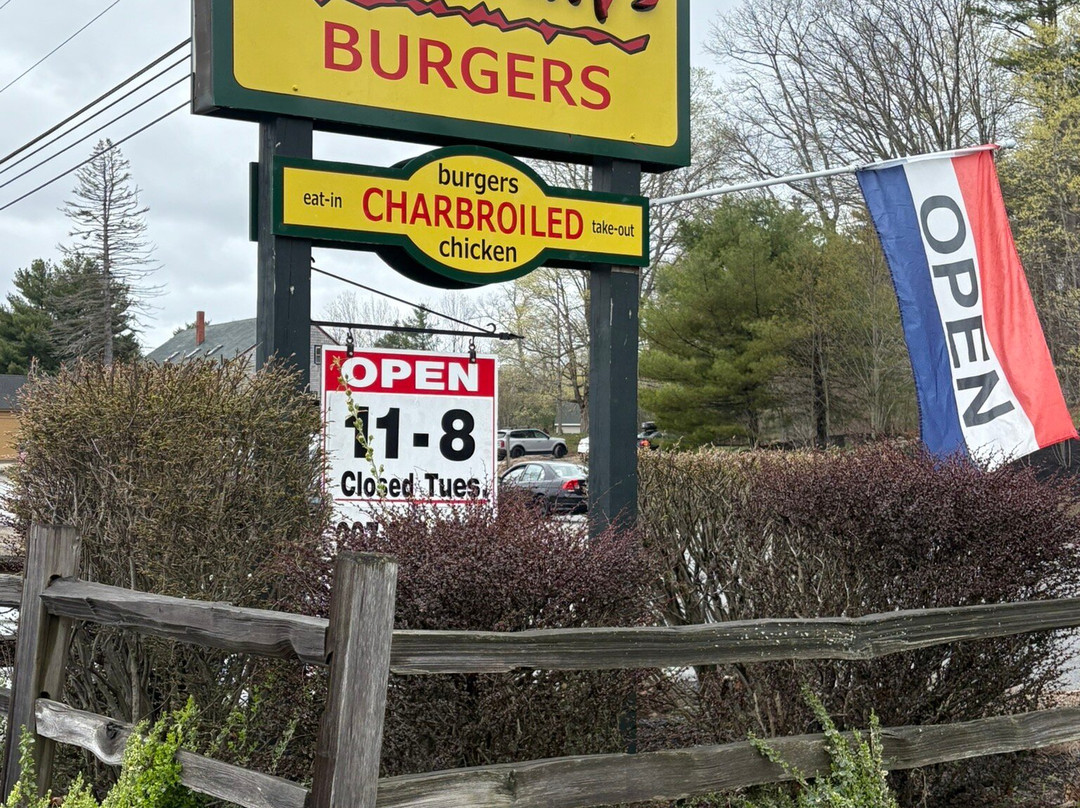 BURGERS
burgers
eat-in CHARBROILED take-out
chicken
OPEN
11-8
Closed Tues.
OPEN